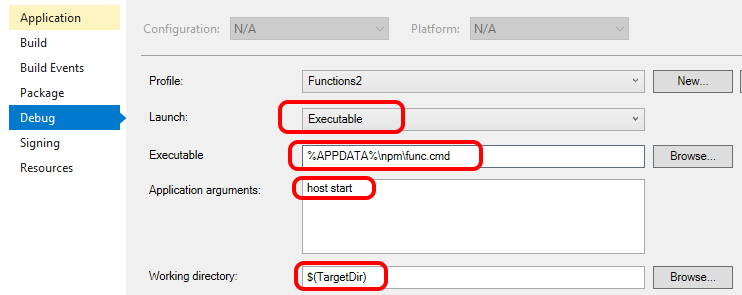 Application
Build
Build Events
Package
Debug
Signing
Resources
Configuration: N/A Platform: N/A
Profile: Functions2 New...
Launch: Executable
Executable %APPDATA%\npm\func.cmd Browse...
Application arguments: host start
Working directory: $(TargetDir) Browse...